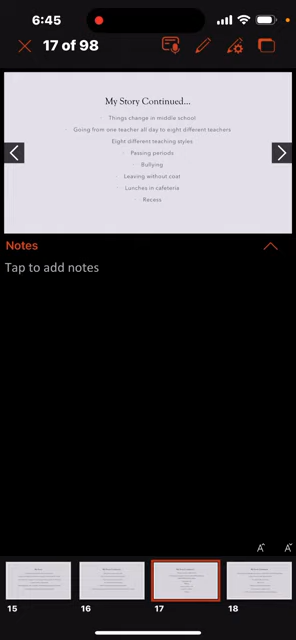 6:45
17 of 98
My Story Continued...
Things change in middle school
Going from one teacher all day to eight different teachers
Eight different teaching styles
Passing periods
Bullying
Leaving without coat
Lunches in cafeteria
Recess
Notes
Tap to add notes
A A
15 16 17 18